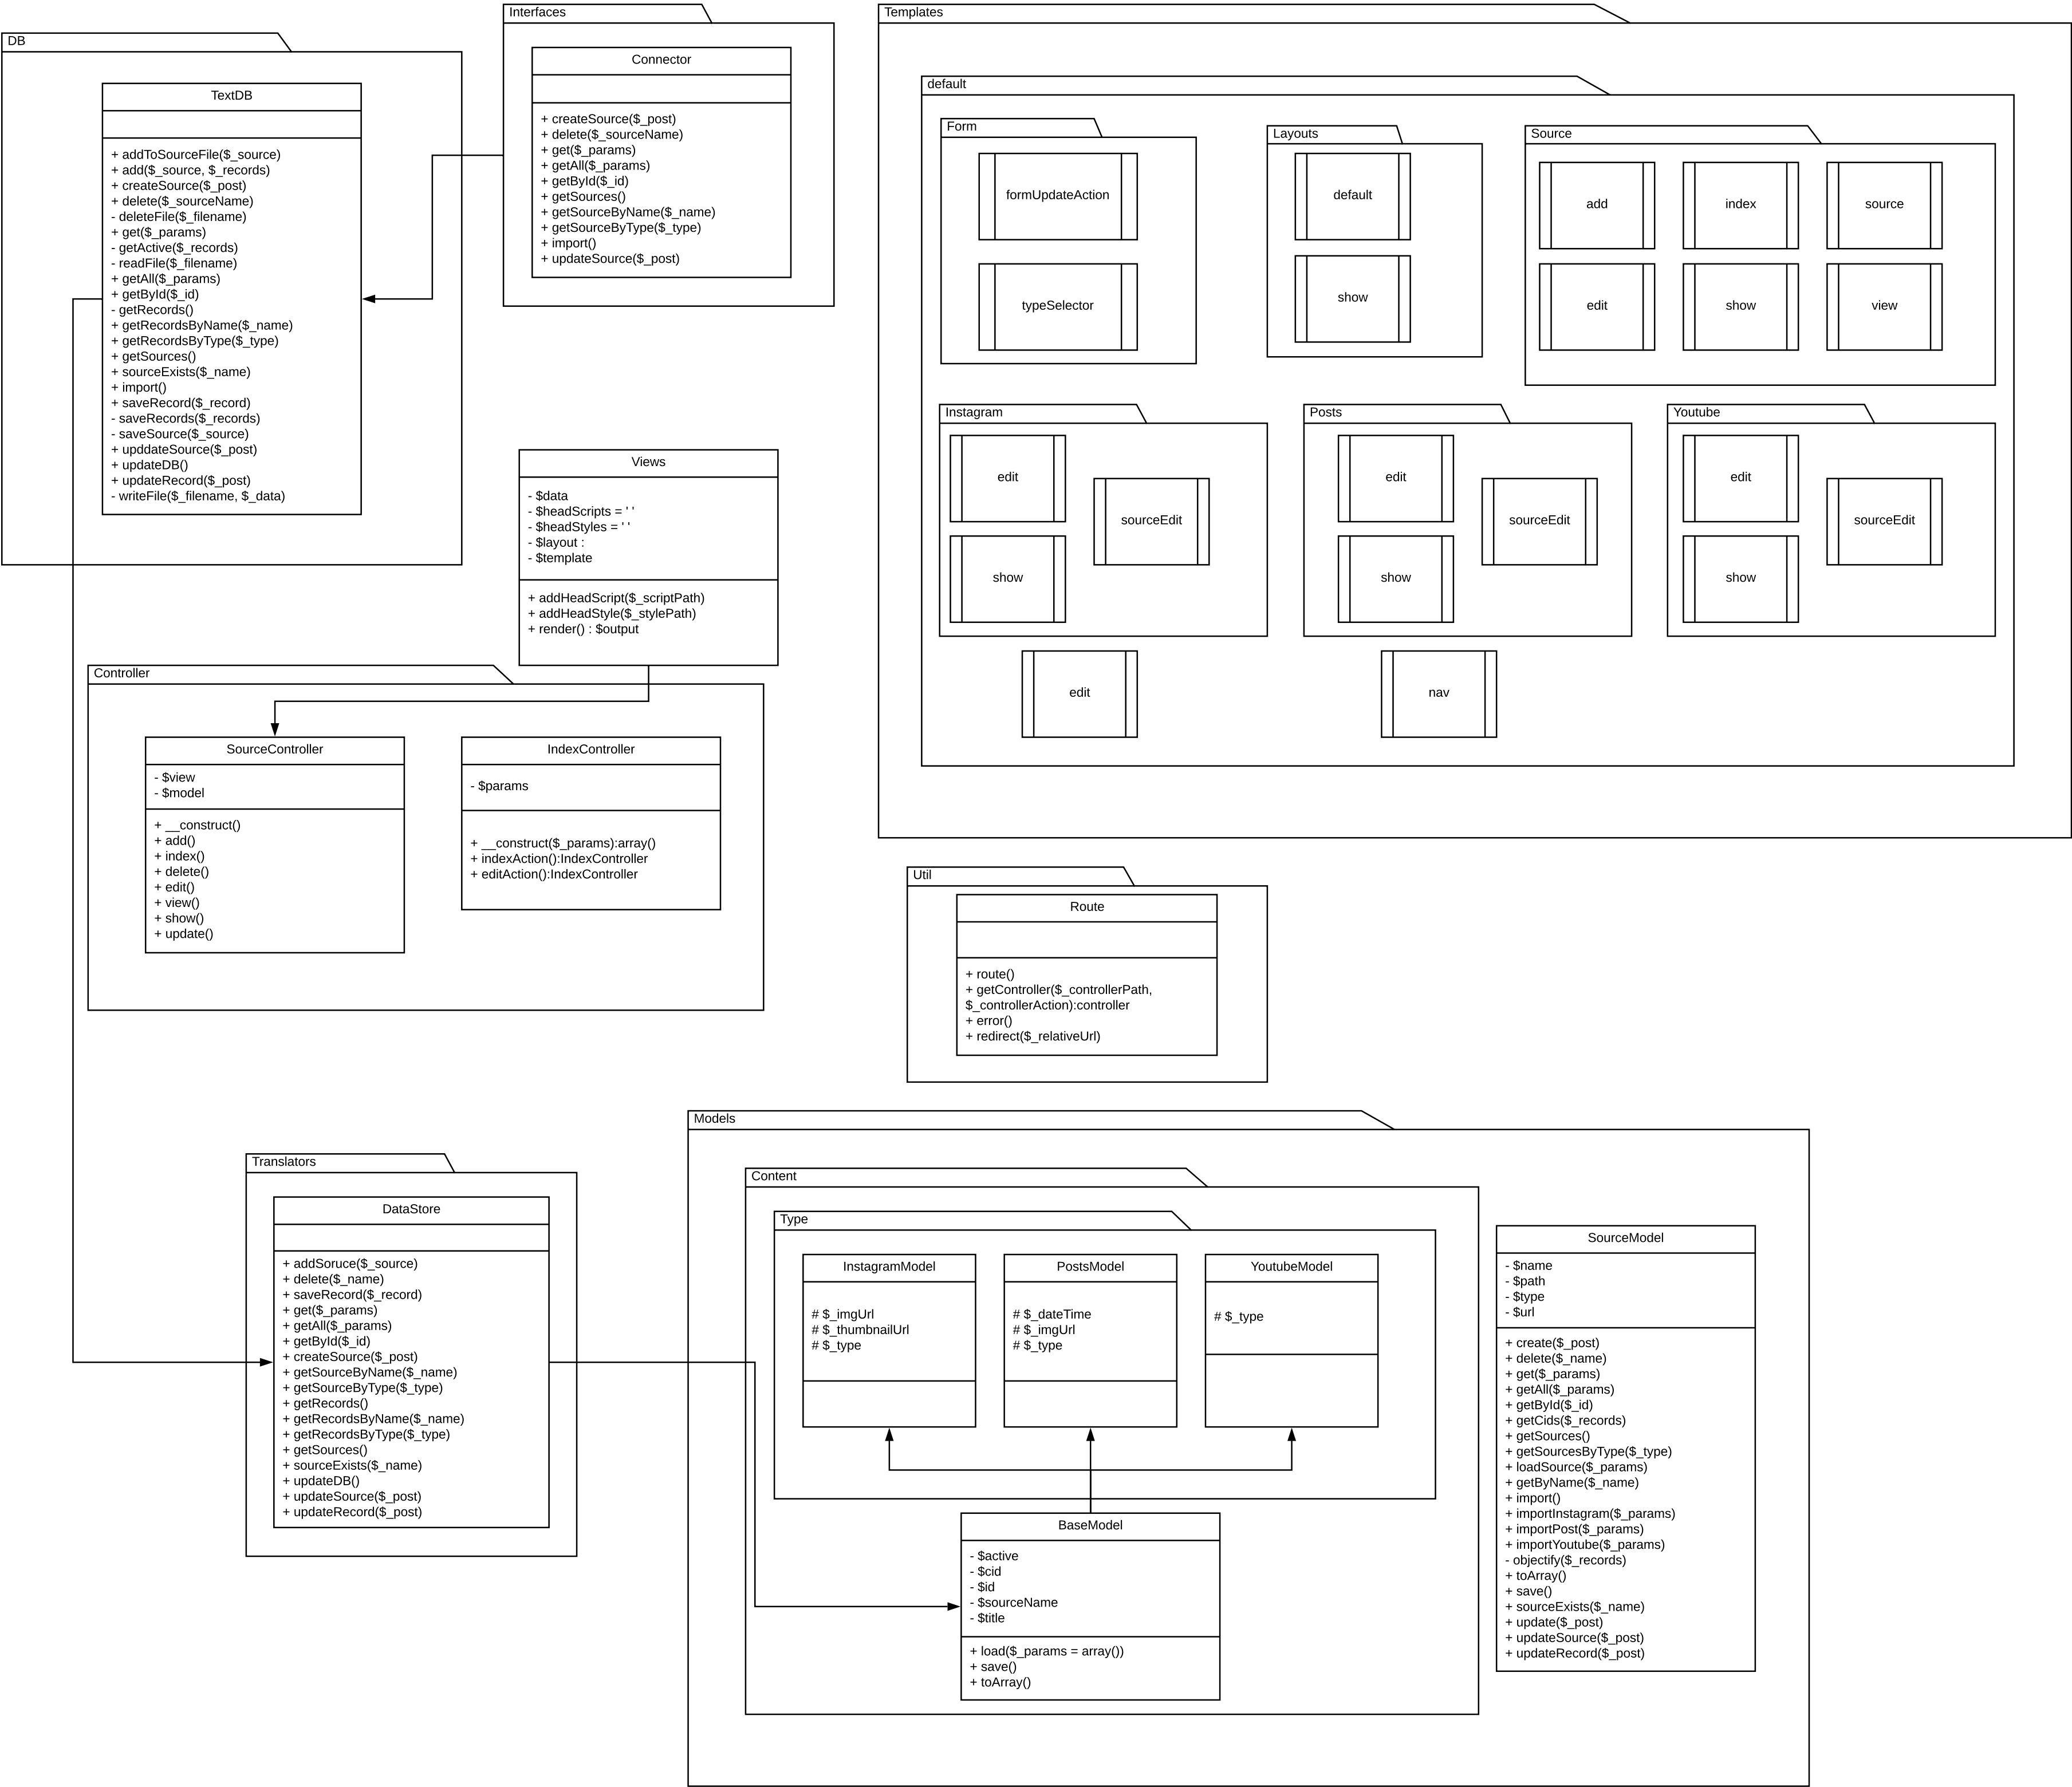 DB
TextDB
+ addToSourceFile($_source)
+ add($_source, $_records)
+ createSource($_post)
+ delete($_sourceName)
- deleteFile($_filename)
+ get($_params)
- getActive($_records)
- readFile($_filename)
+ getAll($_params)
+ getById($_id)
- getRecords()
+ getRecordsByName($_name)
+ getRecordsByType($_type)
+ getSources()
+ sourceExists($_name)
+ import()
+ saveRecord($_record)
- saveRecords($_records)
- saveSource($_source)
+ upddateSource($_post)
+ updateDB()
+ updateRecord($_post)
- writeFile($_filename, $_data)
Interfaces
Connector
+ createSource($_post)
+ delete($_sourceName)
+ get($_params)
+ getAll($_params)
+ getById($_id)
+ getSources()
+ getSourceByName($_name)
+ getSourceByType($_type)
+ import()
+ updateSource($_post)
Templates
default
Form
formUpdateAction
typeSelector
Layouts
default
show
Source
add
index
source
edit
show
view
Instagram
edit
sourceEdit
show
Posts
edit
sourceEdit
show
Youtube
edit
sourceEdit
show
edit
nav
Views
- $data
- $headScripts = ' '
- $headStyles = ' '
- $layout :
- $template
+ addHeadScript($_scriptPath)
+ addHeadStyle($_stylePath)
+ render() : $output
Controller
SourceController
- $view
- $model
+ __construct()
+ add()
+ index()
+ delete()
+ edit()
+ view()
+ show()
+ update()
IndexController
- $params
+ __construct($_params):array()
+ indexAction():IndexController
+ editAction():IndexController
Util
Route
+ route()
+ getController($_controllerPath,
$_controllerAction):controller
+ error()
+ redirect($_relativeUrl)
Translators
DataStore
+ addSoruce($_source)
+ delete($_name)
+ saveRecord($_record)
+ get($_params)
+ getAll($_params)
+ getById($_id)
+ createSource($_post)
+ getSourceByName($_name)
+ getSourceByType($_type)
+ getRecords()
+ getRecordsByName($_name)
+ getRecordsByType($_type)
+ getSources()
+ sourceExists($_name)
+ updateDB()
+ updateSource($_post)
+ updateRecord($_post)
Models
Content
Type
InstagramModel
# $_imgUrl
# $_thumbnailUrl
# $_type
PostsModel
# $_dateTime
# $_imgUrl
# $_type
YoutubeModel
# $_type
BaseModel
- $active
- $cid
- $id
- $sourceName
- $title
+ load($_params = array())
+ save()
+ toArray()
SourceModel
- $name
- $path
- $type
- $url
+ create($_post)
+ delete($_name)
+ get($_params)
+ getAll($_params)
+ getById($_id)
+ getCids($_records)
+ getSources()
+ getSourcesByType($_type)
+ loadSource($_params)
+ getByName($_name)
+ import()
+ importInstagram($_params)
+ importPost($_params)
+ importYoutube($_params)
- objectify($_records)
+ toArray()
+ save()
+ sourceExists($_name)
+ update($_post)
+ updateSource($_post)
+ updateRecord($_post)